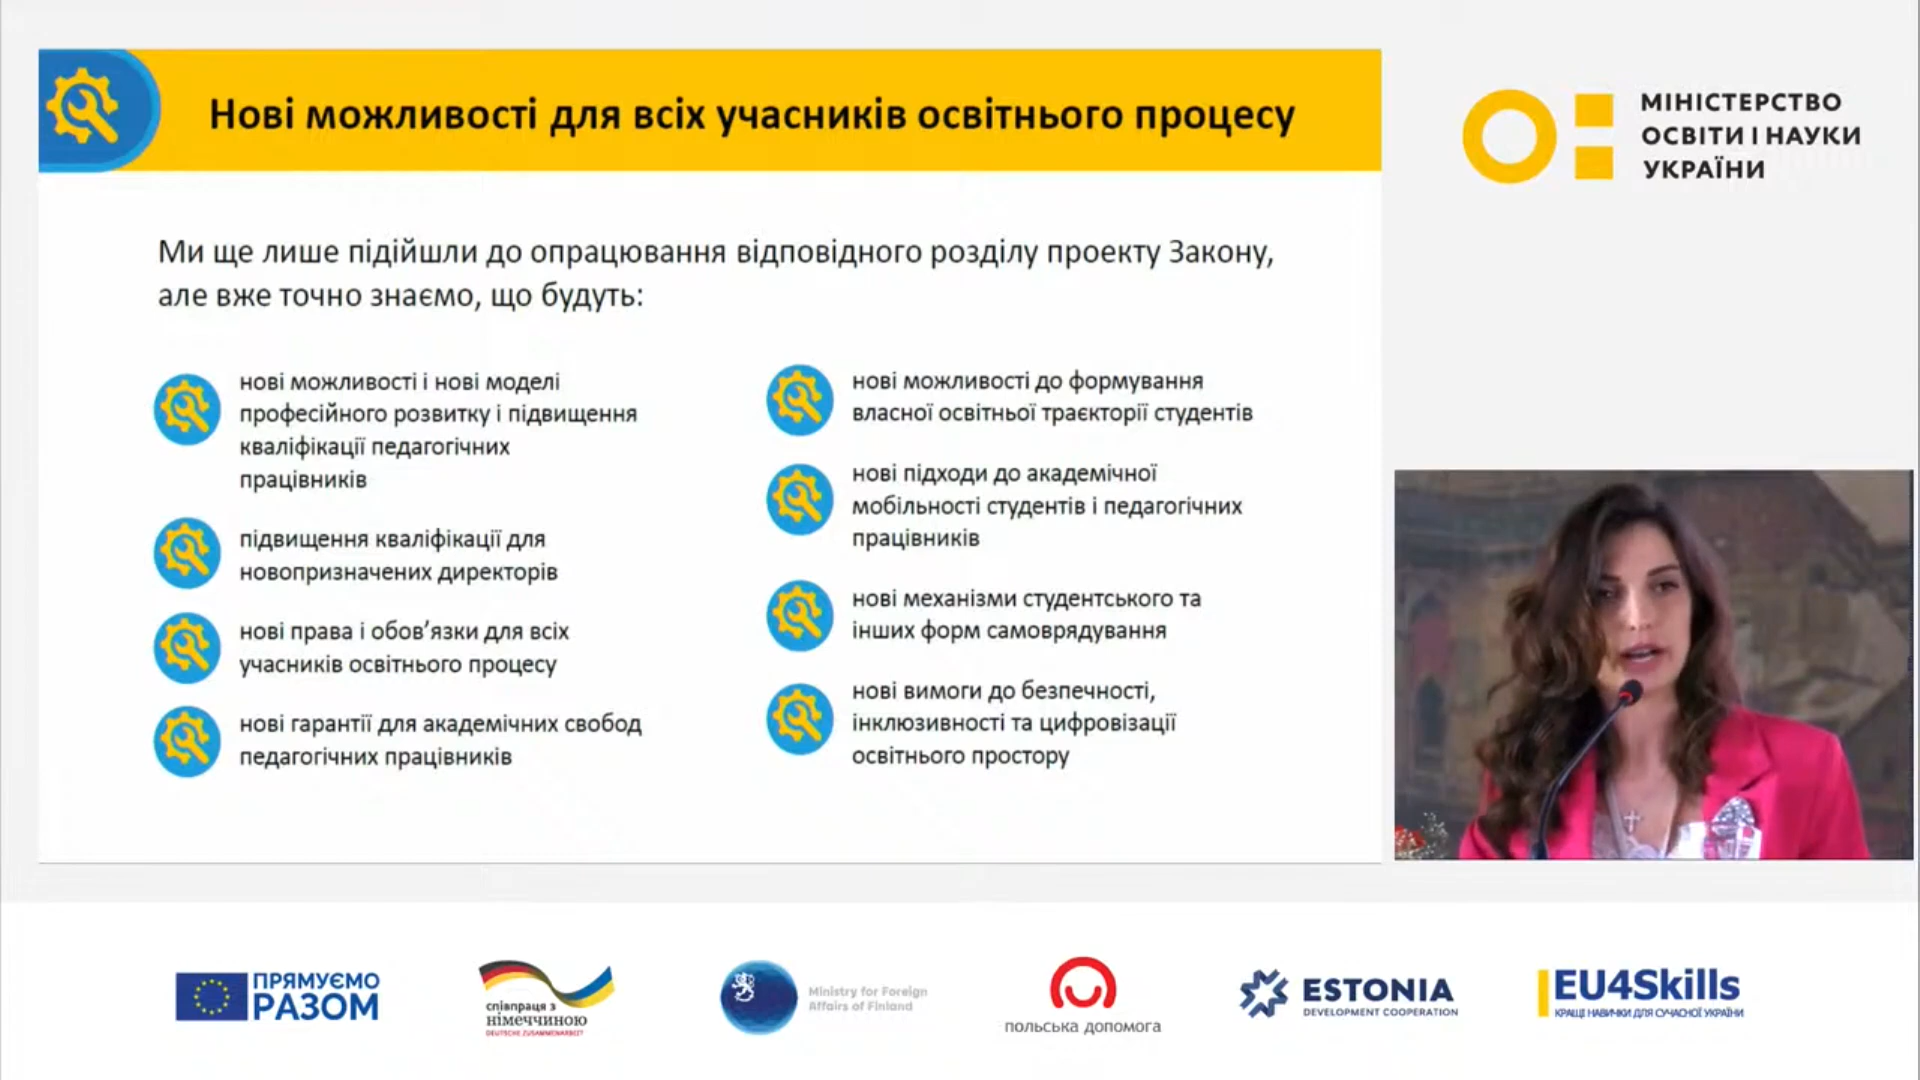 Нові можливості для всіх учасників освітнього процесу
МІНІСТЕРСТВО
ОСВІТИ І НАУКИ
УКРАЇНИ
Ми ще лише підійшли до опрацювання відповідного розділу проекту Закону,
але вже точно знаємо, що будуть:
нові можливості і нові моделі
професійного розвитку і підвищення
кваліфікації педагогічних
працівників
підвищення кваліфікації для
новопризначених директорів
нові права і обов’язки для всіх
учасників освітнього процесу
нові гарантії для академічних свобод
педагогічних працівників
нові можливості до формування
власної освітньої траєкторії студентів
нові підходи до академічної
мобільності студентів і педагогічних
працівників
нові механізми студентського та
інших форм самоврядування
нові вимоги до безпечності,
інклюзивності та цифровізації
освітнього простору
ПРЯМУЄМО
РАЗОМ
співпраця з
німеччиною
DEUTSCHE ZUSAMMENARBEIT
Ministry for Foreign
Affairs of Finland
польська допомога
ESTONIA
DEVELOPMENT COOPERATION
EU4Skills
КРАЩІ НАВИЧКИ ДЛЯ СУЧАСНОЇ УКРАЇНИ